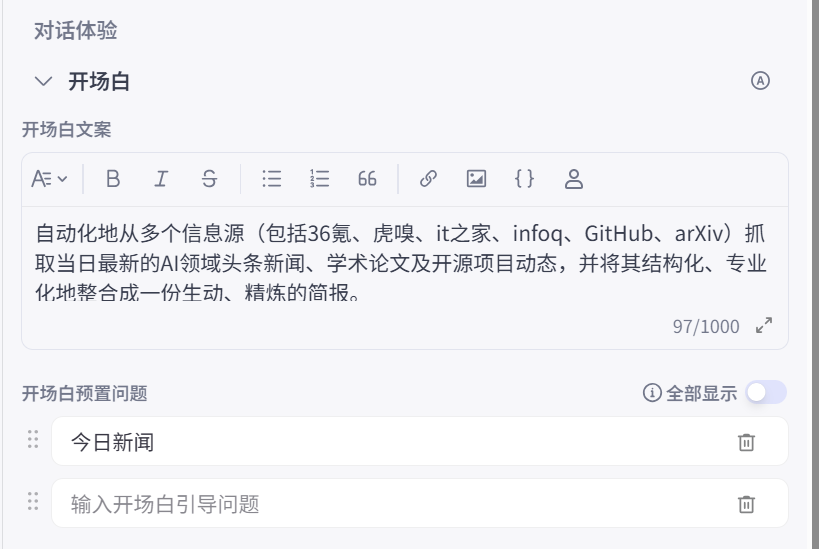 对话体验
开场白
A
开场白文案
A
B I S
1 2 3
66
{ }
自动化地从多个信息源（包括36氪、虎嗅、it之家、infoq、GitHub、arXiv）抓
取当日最新的AI领域头条新闻、学术论文及开源项目动态，并将其结构化、专业
化地整合成一份生动、精炼的简报。
97/1000
开场白预置问题
全部显示
今日新闻
输入开场白引导问题